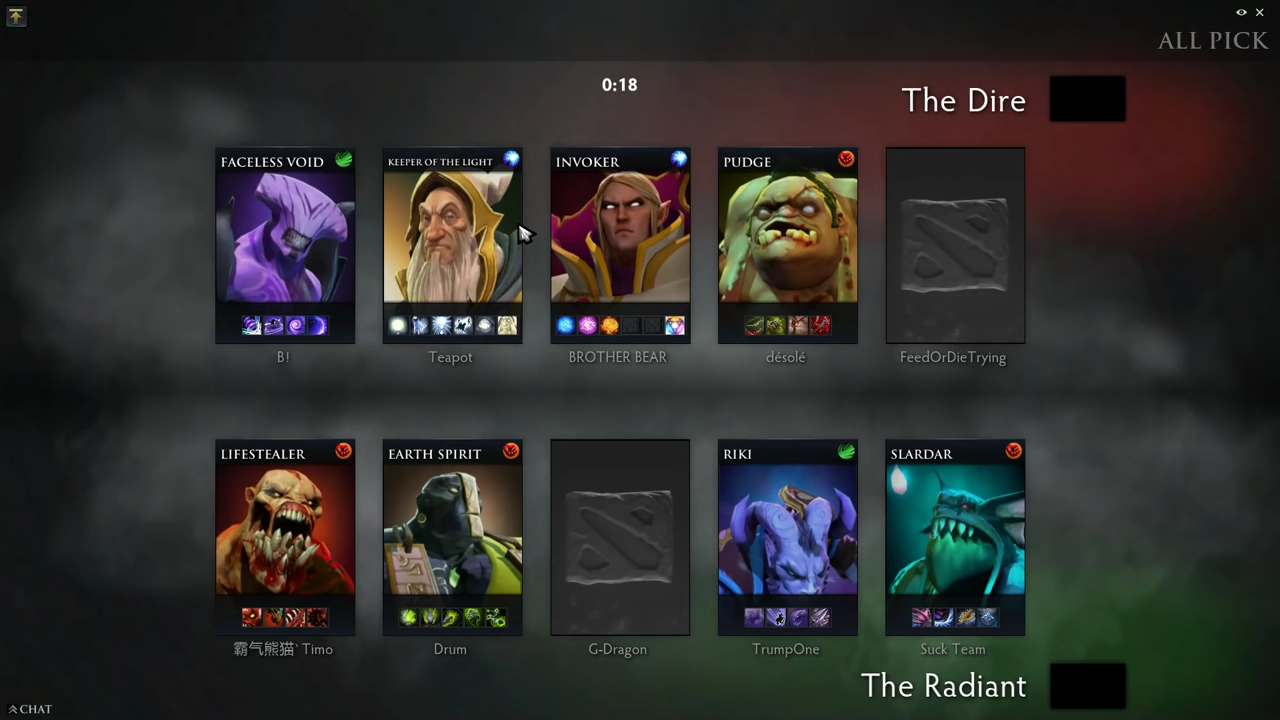 ALL PICK
0:18
The Dire
FACELESS VOID
KEEPER OF THE LIGHT
INVOKER
PUDGE
B!
Teapot
BROTHER BEAR
désolé
FeedOrDieTrying
LIFESTEALER
EARTH SPIRIT
RIKI
SLARDAR
霸气熊猫` Timo
Drum
G-Dragon
TrumpOne
Suck Team
The Radiant
CHAT